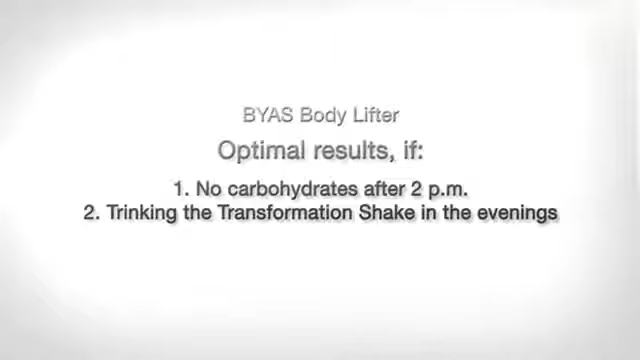 BYAS Body Lifter
Optimal results, if:
1. No carbohydrates after 2 p.m.
2. Trinking the Transformation Shake in the evenings